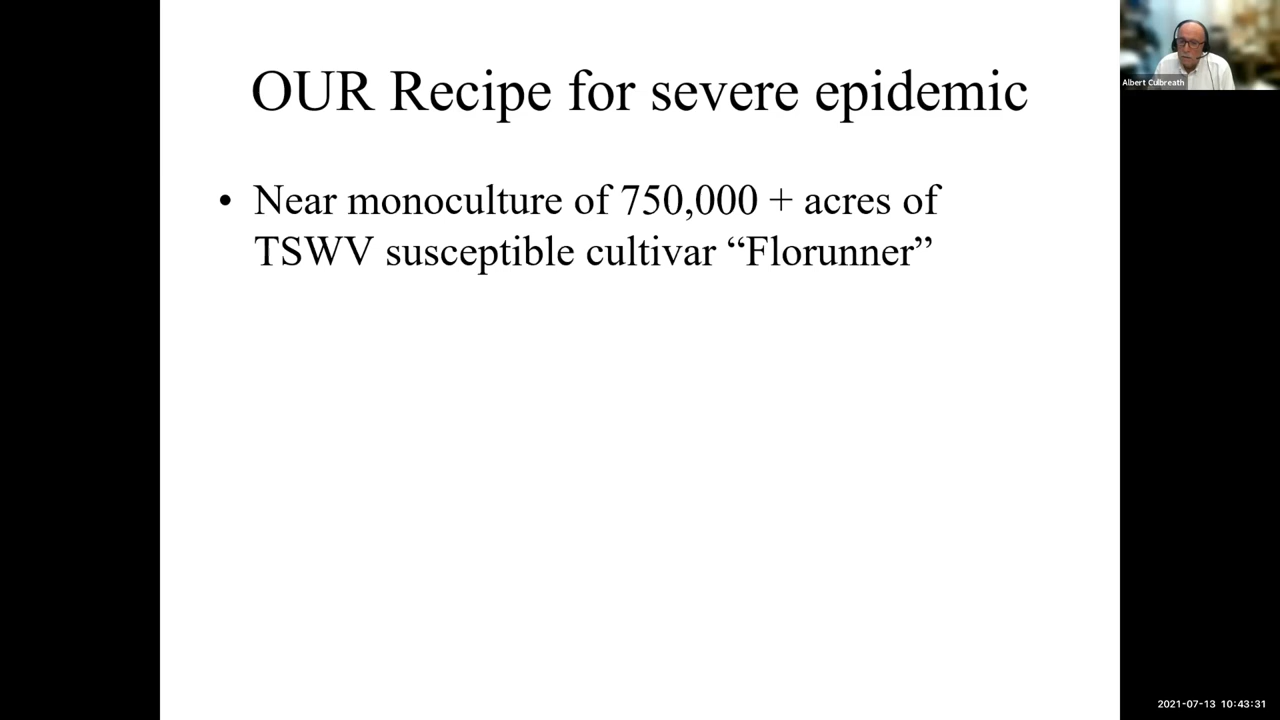 OUR Recipe for severe epidemic
• Near monoculture of 750,000 + acres of
TSWV susceptible cultivar “Florunner”
Albert Culbreath
2021-07-13 10:43:31